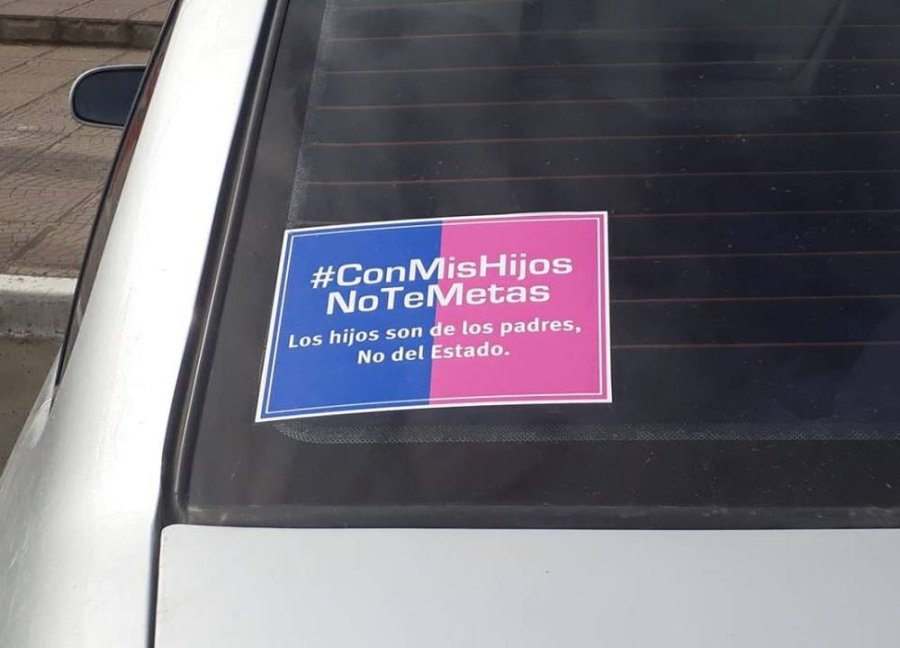 #ConMisHijos
NoTeMetas
Los hijos son de los padres,
No del Estado.